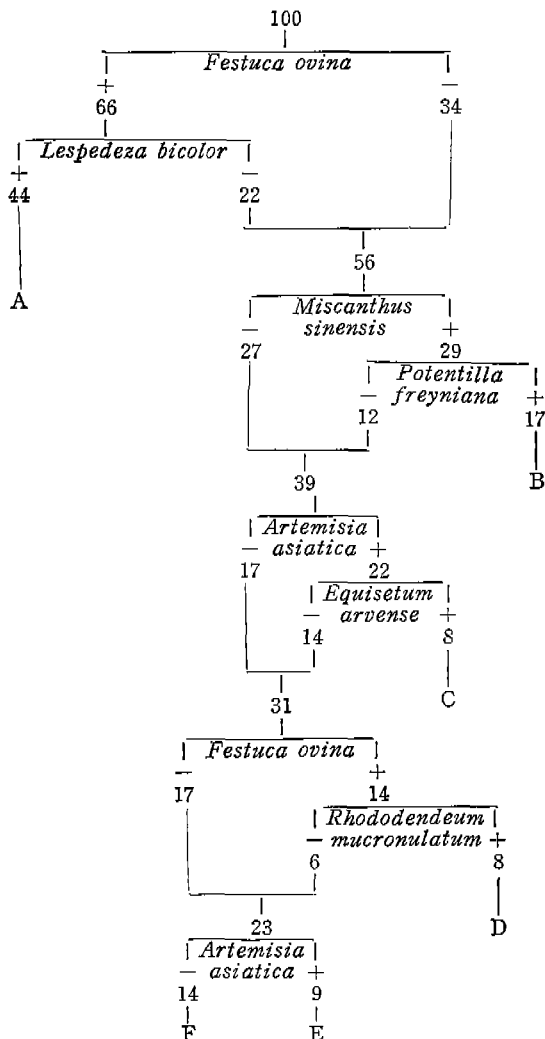 100
Festuca ovina
+ −
66 34
Lespedeza bicolor
+ −
44 22
56
A
Miscanthus
sinensis
− +
27 29
Potentilla
freyniana
− +
12 17
B
39
Artemisia
asiatica
− +
17 22
Equisetum
arvense
− +
14 8
C
31
Festuca ovina
− +
17 14
Rhododendeum
mucronulatum
− +
6 8
D
23
Artemisia
asiatica
− +
14 9
F E